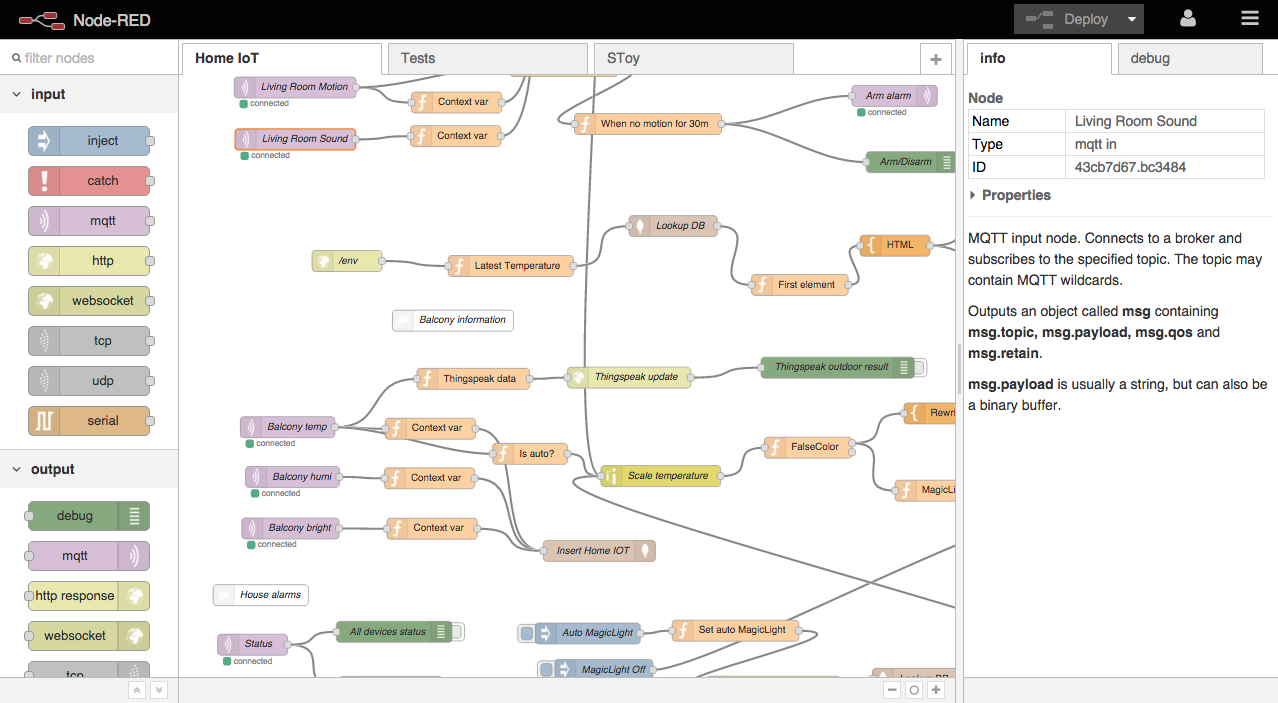 Node-RED
Deploy
filter nodes
input
inject
catch
mqtt
http
websocket
tcp
udp
serial
output
debug
mqtt
http response
websocket
tcp
Home IoT
Tests
SToy
Living Room Motion
connected
Context var
Living Room Sound
connected
Context var
When no motion for 30m
Arm alarm
connected
Arm/Disarm
Lookup DB
/env
Latest Temperature
HTML
First element
Balcony information
Thingspeak data
Thingspeak update
Thingspeak outdoor result
Balcony temp
connected
Context var
Is auto?
FalseColor
Rewri
Balcony humi
connected
Context var
Scale temperature
MagicLi
Balcony bright
connected
Context var
Insert Home IOT
House alarms
Status
connected
All devices status
Auto MagicLight
Set auto MagicLight
MagicLight Off
Lookup DB
info
debug
Node
Name Living Room Sound
Type mqtt in
ID 43cb7d67.bc3484
Properties
MQTT input node. Connects to a broker and
subscribes to the specified topic. The topic may
contain MQTT wildcards.
Outputs an object called msg containing
msg.topic, msg.payload, msg.qos and
msg.retain.
msg.payload is usually a string, but can also be
a binary buffer.